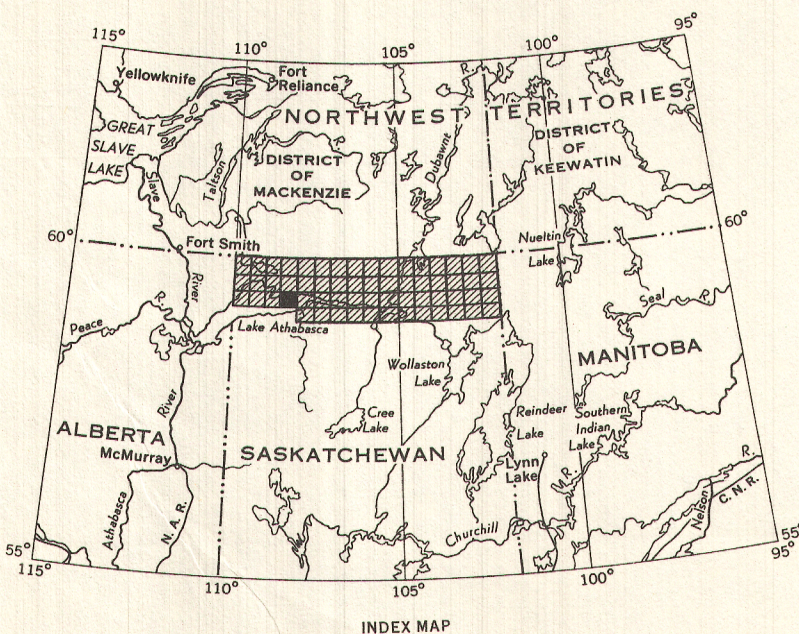 115°
110°
105°
100°
95°
Yellowknife
Fort
Reliance
R.
NORTHWEST TERRITORIES
GREAT
SLAVE
LAKE
Slave
River
Taltson
R.
DISTRICT
OF
MACKENZIE
Dubawnt
DISTRICT
OF
KEEWATIN
60°
Fort Smith
Nueltin
Lake
60°
Peace
R.
Lake Athabasca
Seal R.
Wollaston
Lake
MANITOBA
River
Cree
Lake
Reindeer
Lake
Southern
Indian
Lake
ALBERTA
McMurray
SASKATCHEWAN
Lynn
Lake
M.R.
R.
C.N.R.
Nelson
Athabasca
N.A.R.
Churchill
55°
115°
110°
105°
100°
55°
95°
INDEX MAP